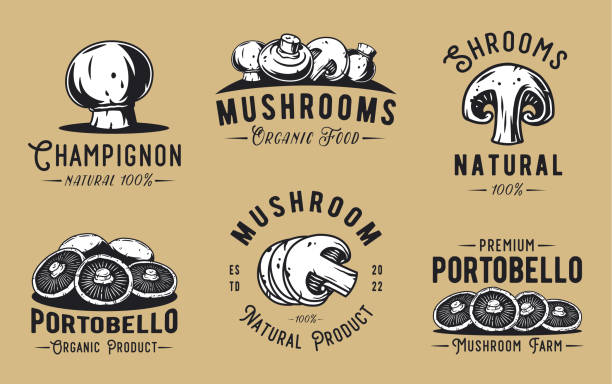 CHAMPIGNON
NATURAL 100%
MUSHROOMS
ORGANIC FOOD
SHROOMS
NATURAL
100%
PORTOBELLO
ORGANIC PRODUCT
MUSHROOM
ES 20
TD 22
100%
NATURAL PRODUCT
PREMIUM
PORTOBELLO
MUSHROOM FARM